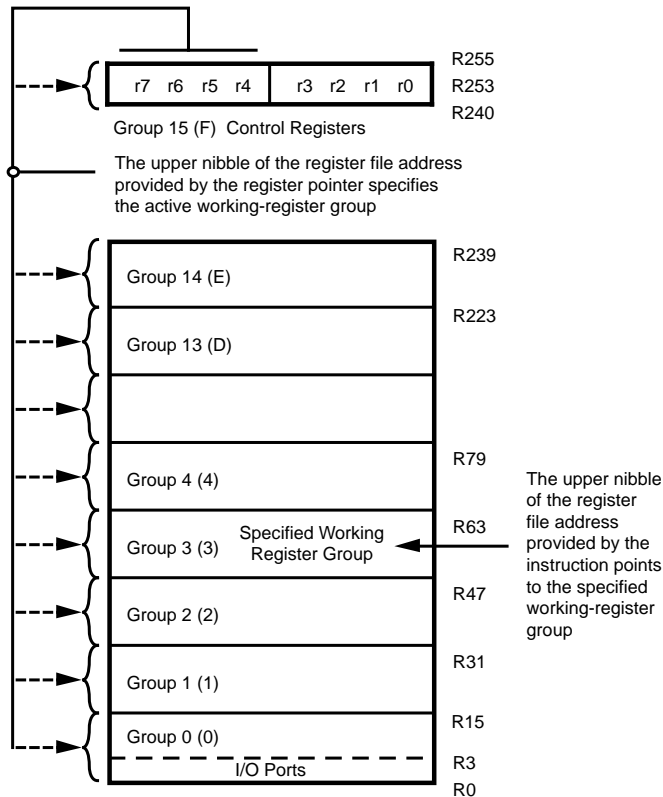 R255
r7 r6 r5 r4 r3 r2 r1 r0
R253
R240
Group 15 (F) Control Registers
The upper nibble of the register file address
provided by the register pointer specifies
the active working-register group
R239
Group 14 (E)
R223
Group 13 (D)
R79
Group 4 (4)
R63
Group 3 (3)
Specified Working
Register Group
The upper nibble
of the register
file address
provided by the
instruction points
to the specified
working-register
group
R47
Group 2 (2)
R31
Group 1 (1)
R15
Group 0 (0)
R3
I/O Ports
R0